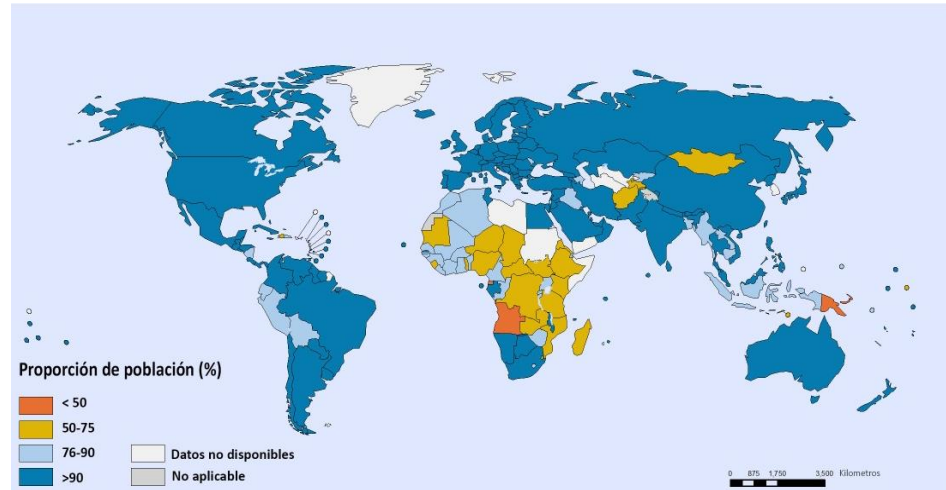 Proporción de población (%)
< 50
50-75
76-90
>90
Datos no disponibles
No aplicable
0 875 1,750 3,500 Kilometros